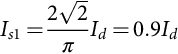 I_{s1} = \frac{2\sqrt{2}}{\pi} I_d = 0.9 I_d